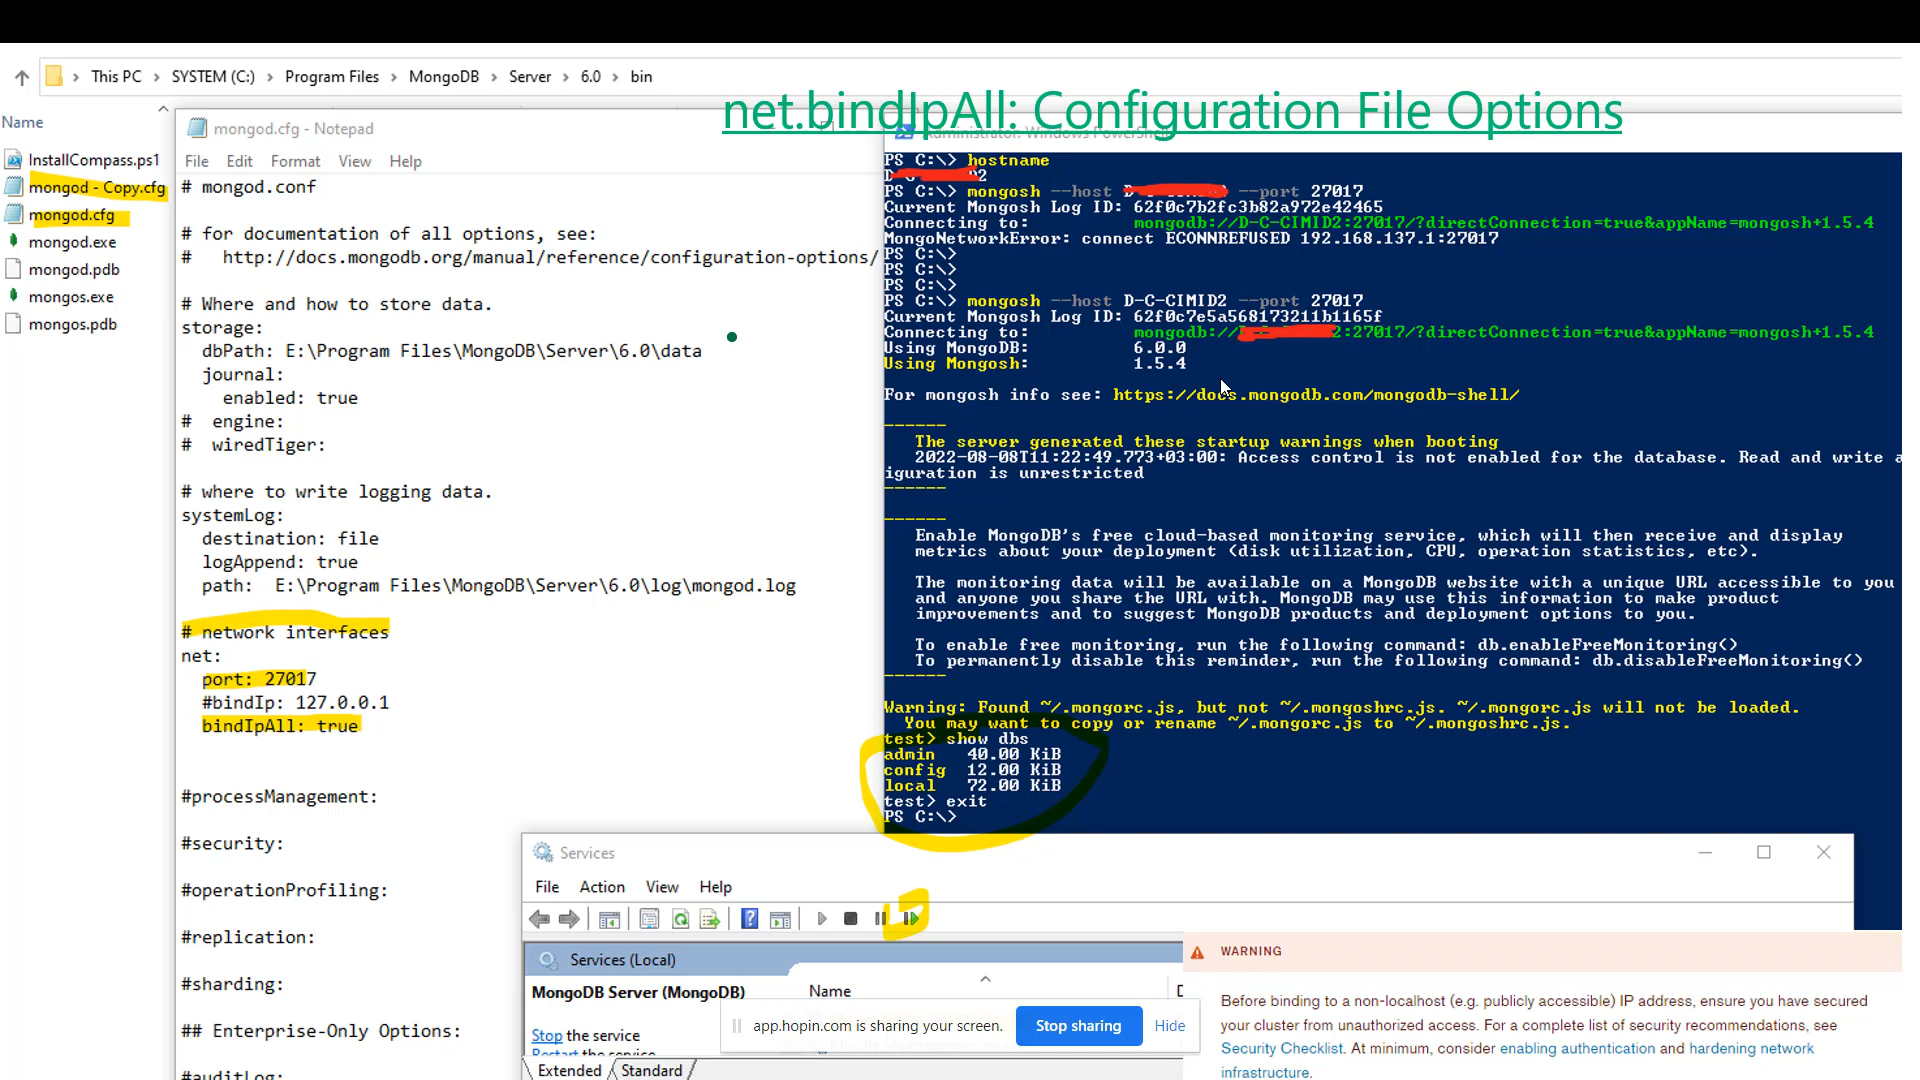 This PC > SYSTEM (C:) > Program Files > MongoDB > Server > 6.0 > bin
net.bindIpAll: Configuration File Options
Name
InstallCompass.ps1
mongod - Copy.cfg
mongod.cfg
mongod.exe
mongod.pdb
mongos.exe
mongos.pdb
mongod.cfg - Notepad
File Edit Format View Help
# mongod.conf
# for documentation of all options, see:
#   http://docs.mongodb.org/manual/reference/configuration-options/
# Where and how to store data.
storage:
  dbPath: E:\Program Files\MongoDB\Server\6.0\data
  journal:
    enabled: true
#  engine:
#  wiredTiger:
# where to write logging data.
systemLog:
  destination: file
  logAppend: true
  path:  E:\Program Files\MongoDB\Server\6.0\log\mongod.log
# network interfaces
net:
  port: 27017
  #bindIp: 127.0.0.1
  bindIpAll: true
#processManagement:
#security:
#operationProfiling:
#replication:
#sharding:
## Enterprise-Only Options:
#auditLog:
Administrator: Windows PowerShell
PS C:\> hostname
PS C:\> mongosh --host --port 27017
Current Mongosh Log ID: 62f0c7b2fc3b82a972e42465
Connecting to: mongodb://D-C-CIMID2:27017/?directConnection=true&appName=mongosh+1.5.4
MongoNetworkError: connect ECONNREFUSED 192.168.137.1:27017
PS C:\>
PS C:\>
PS C:\>
PS C:\> mongosh --host D-C-CIMID2 --port 27017
Current Mongosh Log ID: 62f0c7e5a568173211b1165f
Connecting to: mongodb://2:27017/?directConnection=true&appName=mongosh+1.5.4
Using MongoDB: 6.0.0
Using Mongosh: 1.5.4
For mongosh info see: https://docs.mongodb.com/mongodb-shell/
------
The server generated these startup warnings when booting
2022-08-08T11:22:49.773+03:00: Access control is not enabled for the database. Read and write a
iguration is unrestricted
------
------
Enable MongoDB's free cloud-based monitoring service, which will then receive and display
metrics about your deployment (disk utilization, CPU, operation statistics, etc).
The monitoring data will be available on a MongoDB website with a unique URL accessible to you
and anyone you share the URL with. MongoDB may use this information to make product
improvements and to suggest MongoDB products and deployment options to you.
To enable free monitoring, run the following command: db.enableFreeMonitoring()
To permanently disable this reminder, run the following command: db.disableFreeMonitoring()
------
Warning: Found ~/.mongorc.js, but not ~/.mongoshrc.js. ~/.mongorc.js will not be loaded.
You may want to copy or rename ~/.mongorc.js to ~/.mongoshrc.js.
test> show dbs
admin 40.00 KiB
config 12.00 KiB
local 72.00 KiB
test> exit
PS C:\>
Services
File Action View Help
Services (Local)
MongoDB Server (MongoDB)
Name
Stop the service
Restart the service
Extended Standard
app.hopin.com is sharing your screen. Stop sharing Hide
WARNING
Before binding to a non-localhost (e.g. publicly accessible) IP address, ensure you have secured
your cluster from unauthorized access. For a complete list of security recommendations, see
Security Checklist. At minimum, consider enabling authentication and hardening network
infrastructure.